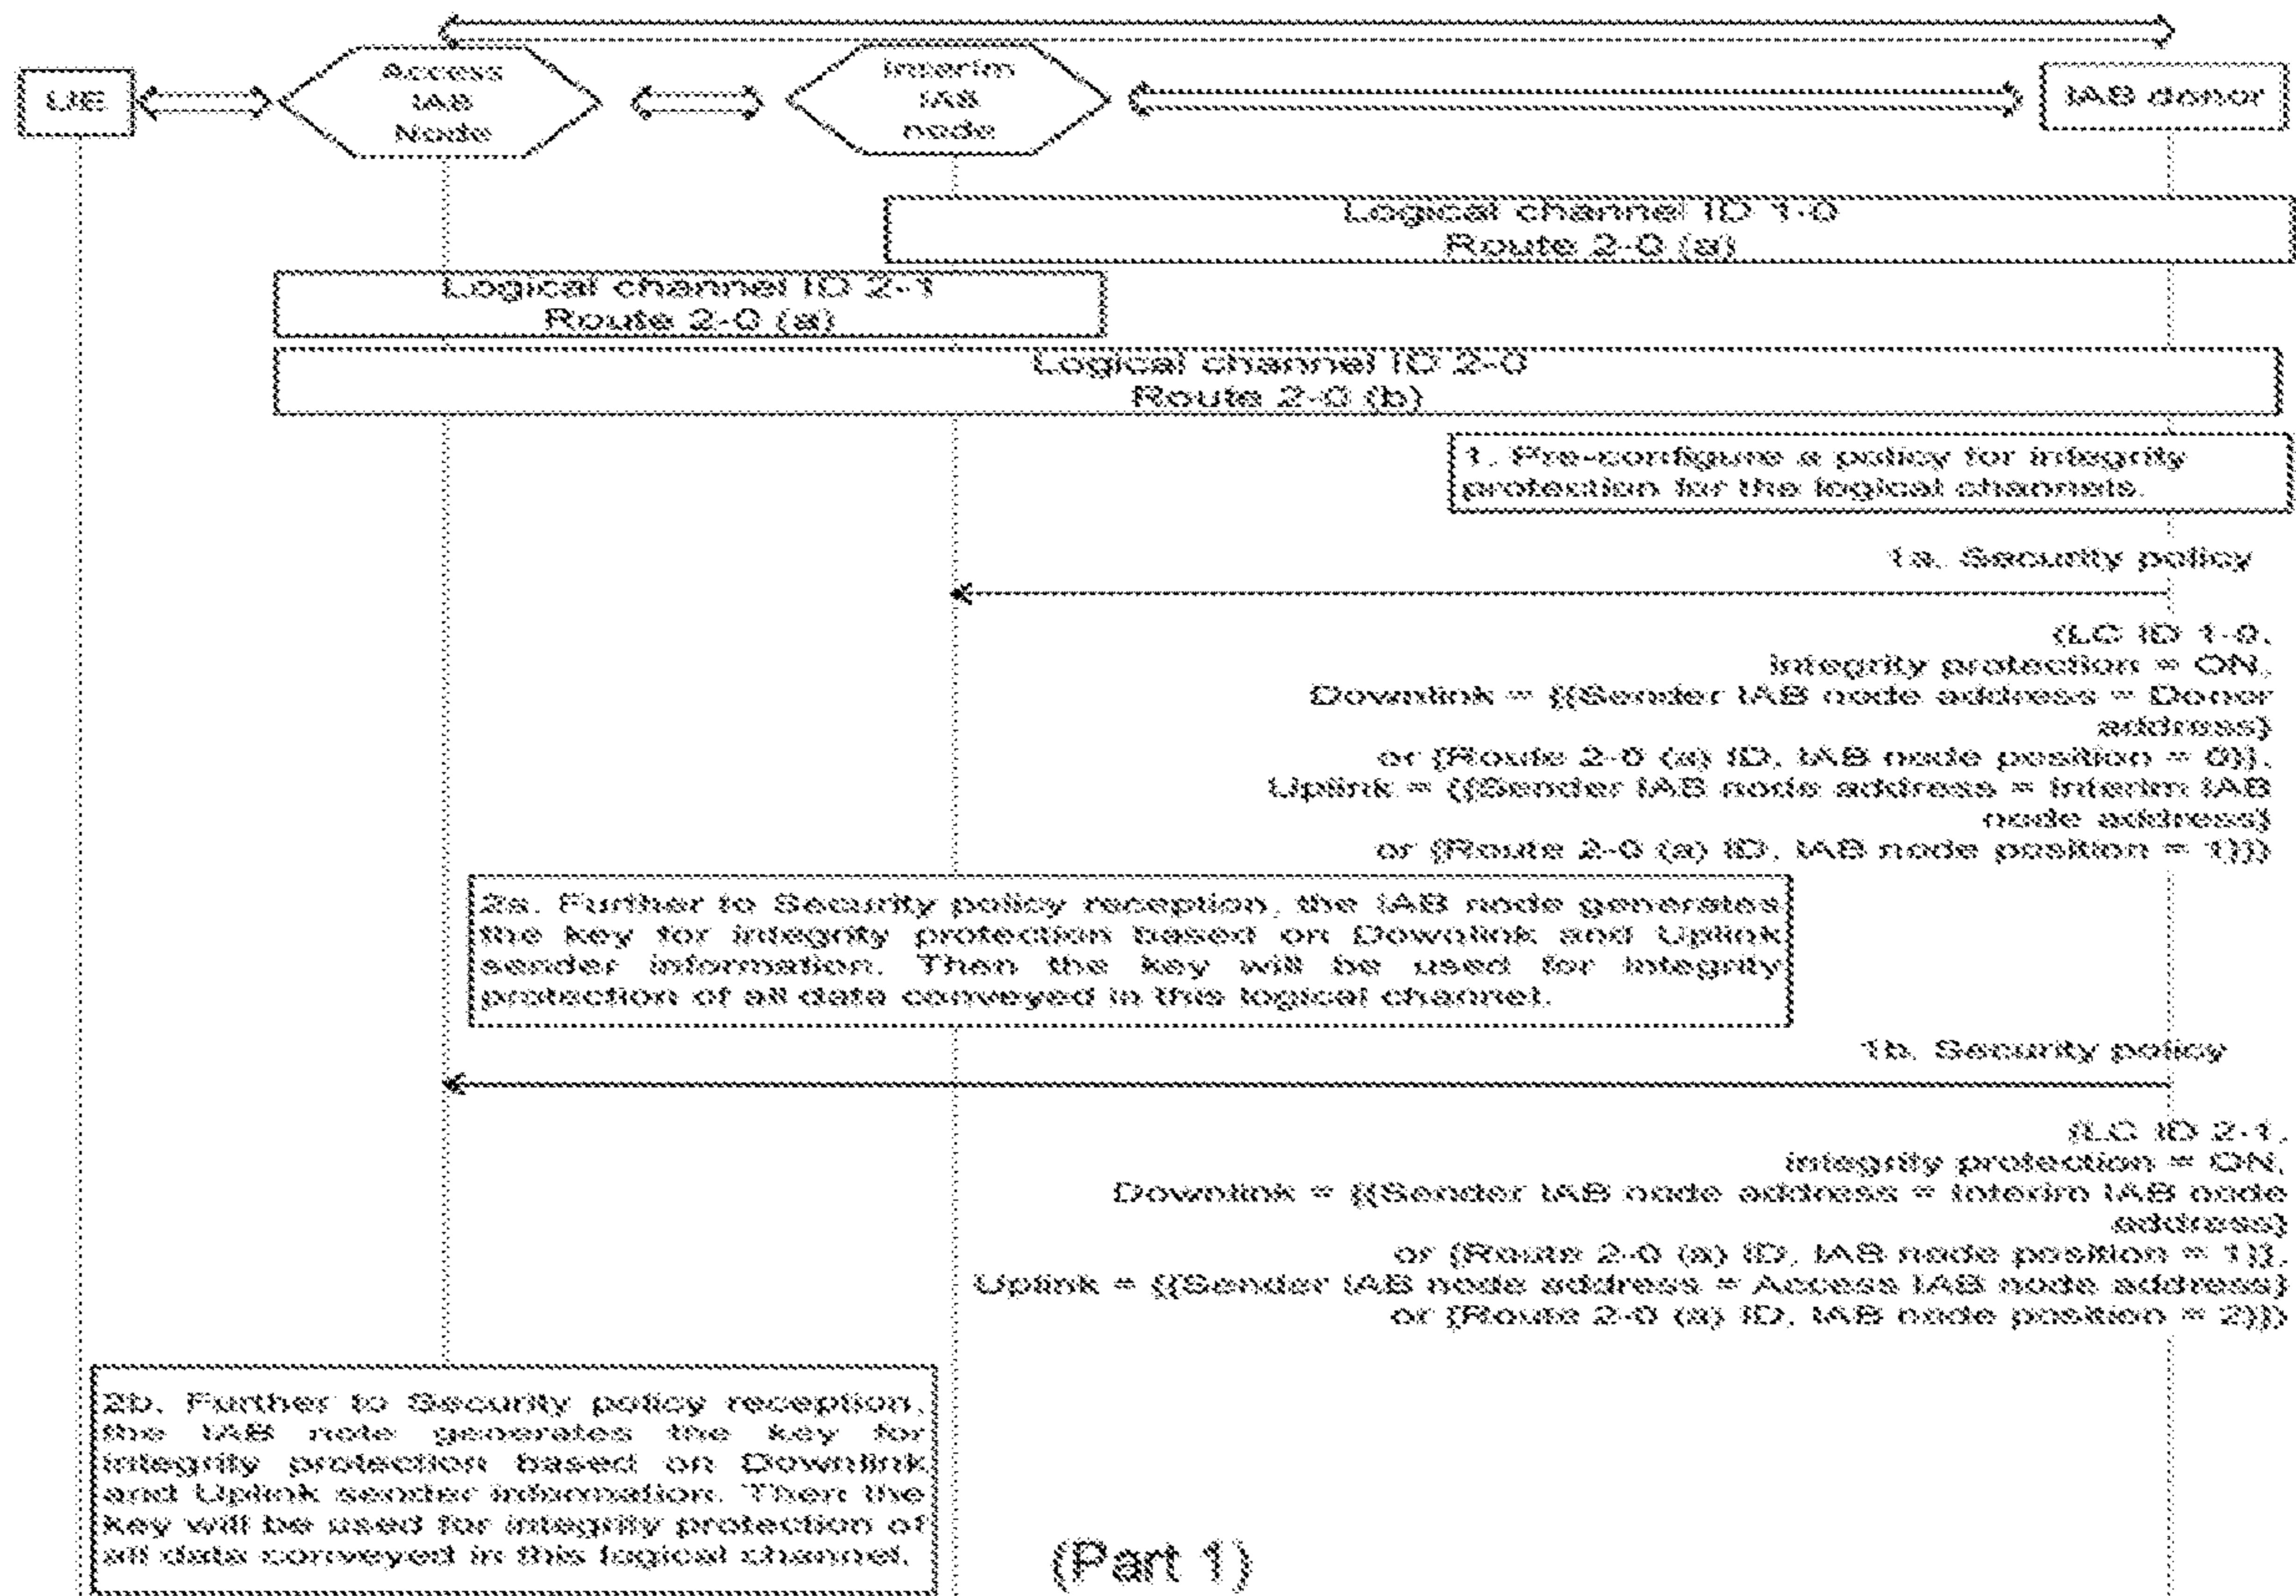 UE
Access
IAB
Node
Interim
IAB
node
IAB donor
Logical channel ID 1-0
Route 2-0 (a)
Logical channel ID 2-1
Route 2-0 (a)
Logical channel ID 2-0
Route 2-0 (b)
1. Pre-configure a policy for integrity
protection for the logical channels.
1a. Security policy
(LC ID 1-0,
integrity protection = ON,
Downlink = {{Sender IAB node address = Donor
address}
or {Route 2-0 (a) ID, IAB node position = 0}},
Uplink = {{Sender IAB node address = Interim IAB
node address}
or {Route 2-0 (a) ID, IAB node position = 1}})
2a. Further to Security policy reception, the IAB node generates
the key for integrity protection based on Downlink and Uplink
sender information. Then the key will be used for integrity
protection of all data conveyed in this logical channel.
1b. Security policy
(LC ID 2-1,
integrity protection = ON,
Downlink = {{Sender IAB node address = Interim IAB node
address}
or {Route 2-0 (a) ID, IAB node position = 1}},
Uplink = {{Sender IAB node address = Access IAB node address}
or {Route 2-0 (a) ID, IAB node position = 2}})
2b. Further to Security policy reception,
the IAB note generates the key for
integrity protection based on Downlink
and Uplink sender information. Then the
key will be used for integrity protection of
all data conveyed in this logical channel.
(Part 1)